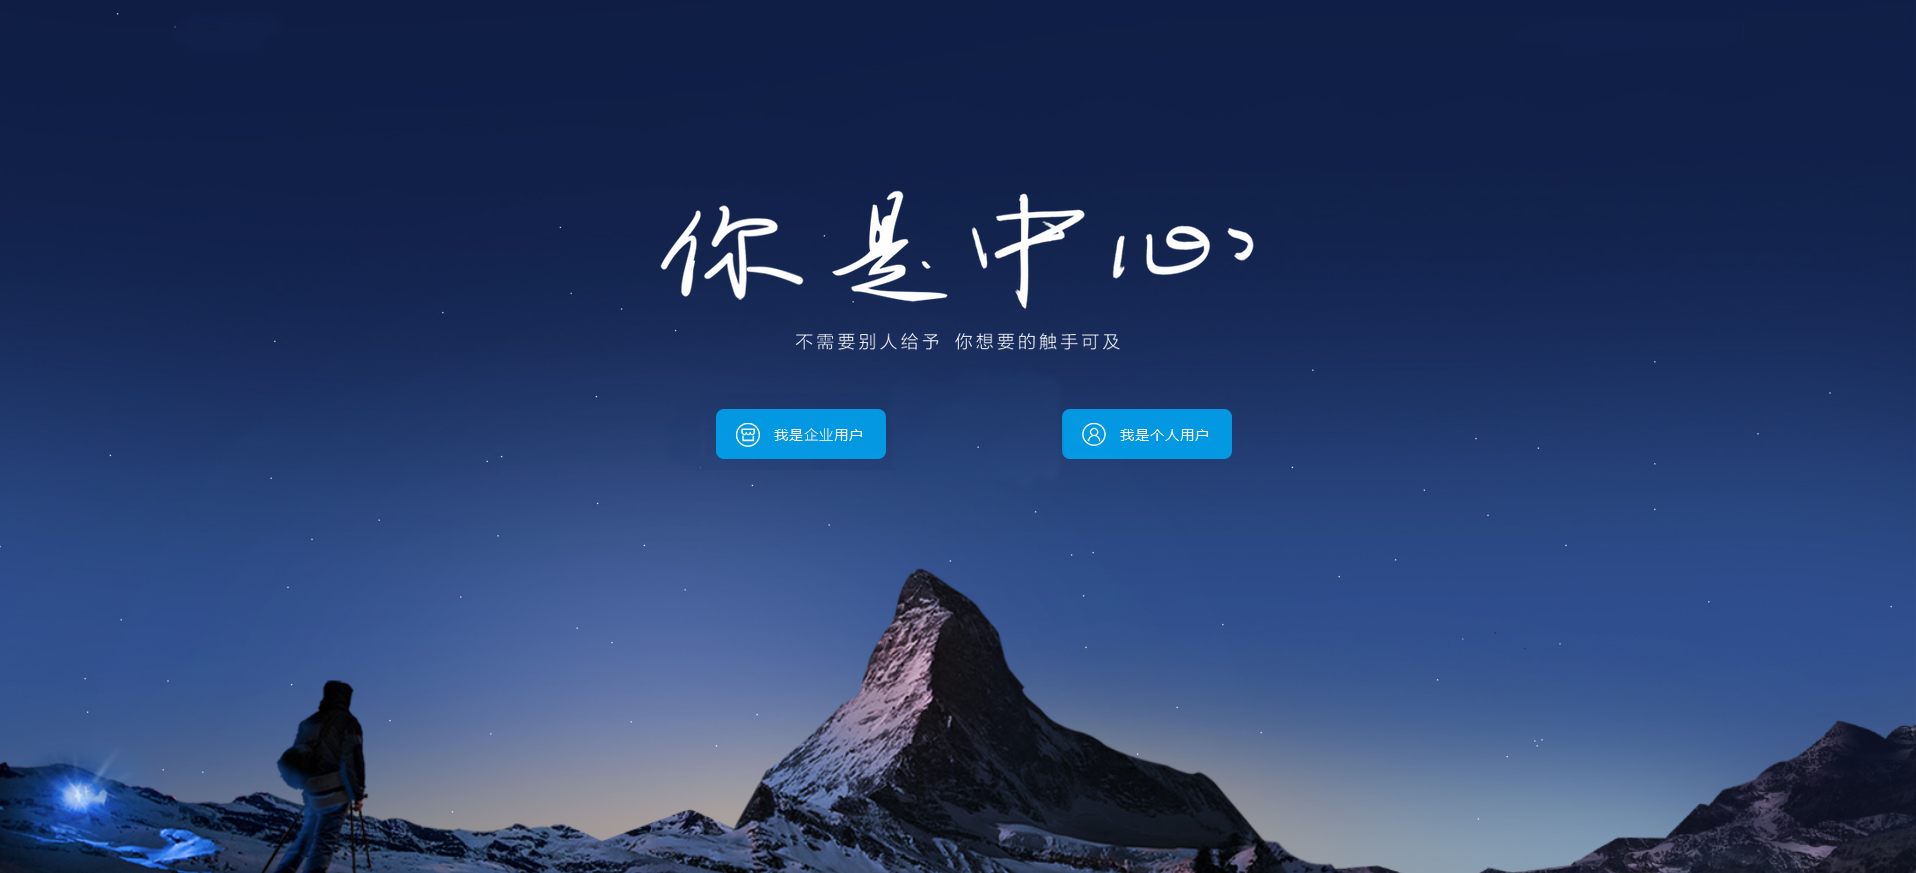 你是中心
不需要别人给予 你想要的触手可及
我是企业用户
我是个人用户